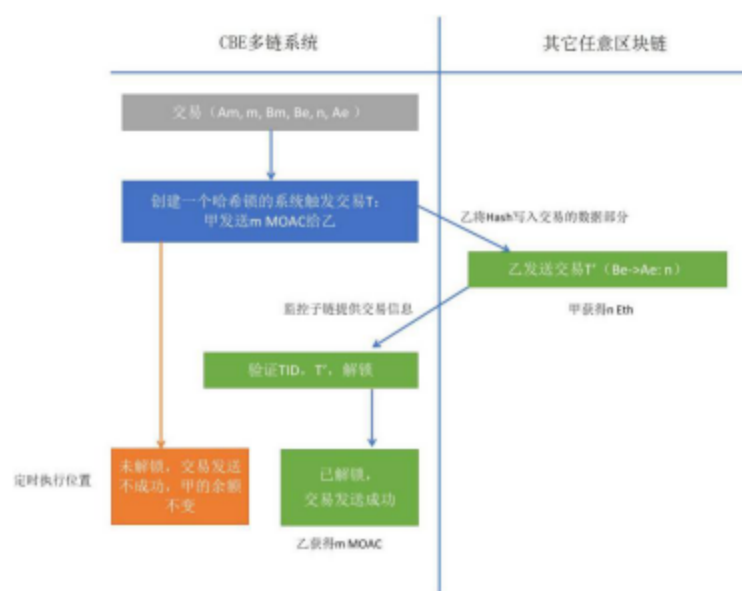 CBE多链系统
其它任意区块链
交易（Am, m, Bm, Be, n, Ae ）
创建一个哈希锁的系统触发交易T：
甲发送m MOAC给乙
乙将Hash写入交易的数据部分
乙发送交易T'（Be->Ae: n）
监控子链提供交易信息
甲获得n Eth
验证TID，T'，解锁
定时执行位置
未解锁，交易发送
不成功，甲的余额
不变
已解锁，
交易发送成功
乙获得m MOAC